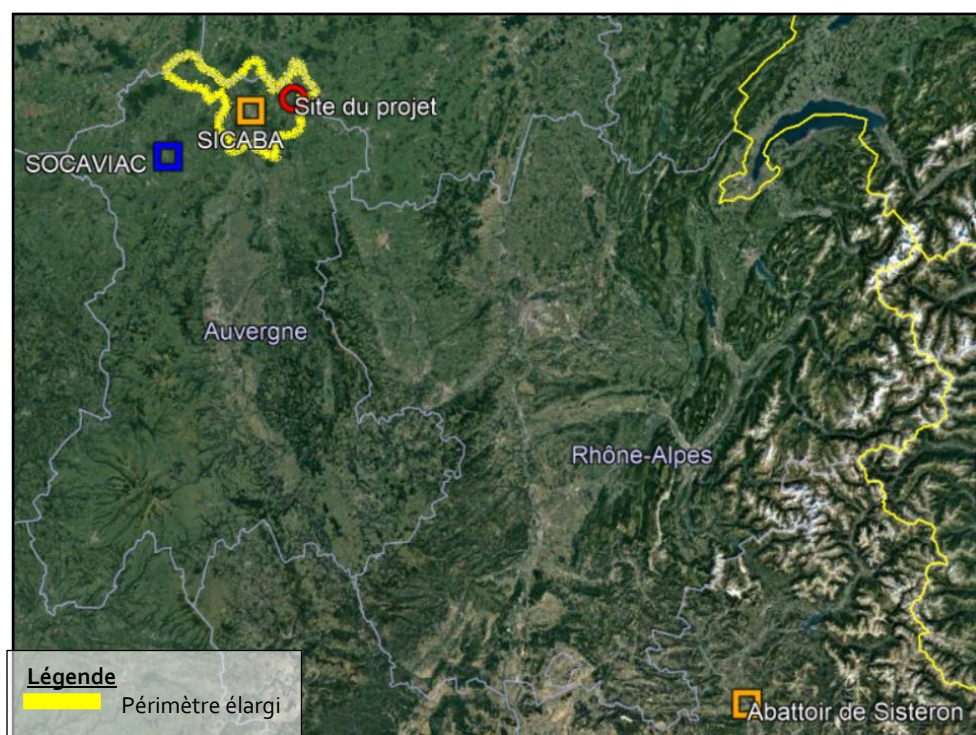 Site du projet
SICABA
SOCAVIAC
Auvergne
Rhône-Alpes
Légende
Périmètre élargi
Abattoir de Sisteron